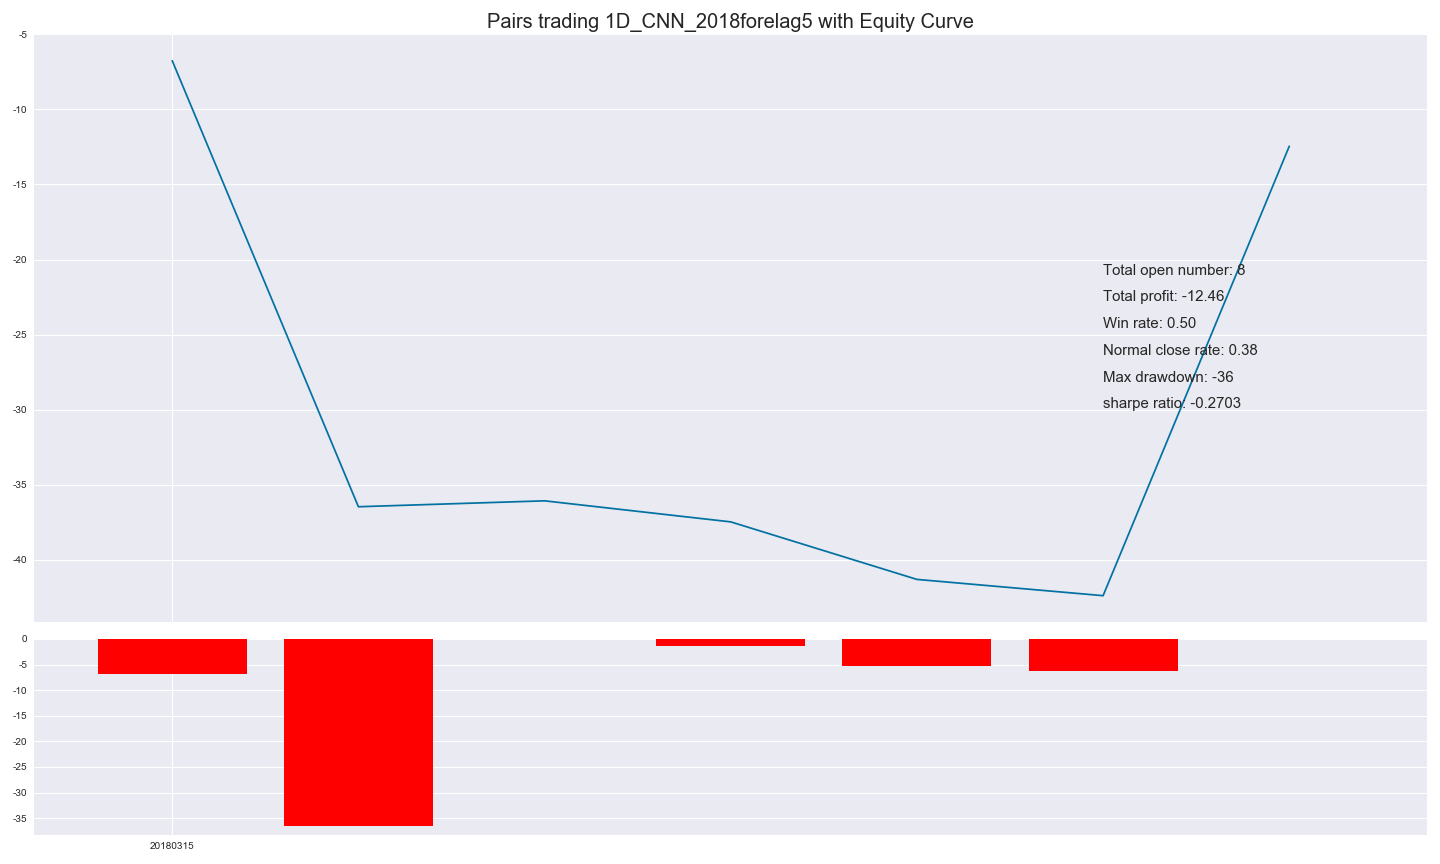 Pairs trading 1D_CNN_2018forelag5 with Equity Curve
-5
-10
-15
-20
-25
-30
-35
-40
Total open number: 8
Total profit: -12.46
Win rate: 0.50
Normal close rate: 0.38
Max drawdown: -36
sharpe ratio: -0.2703
0
-5
-10
-15
-20
-25
-30
-35
20180315